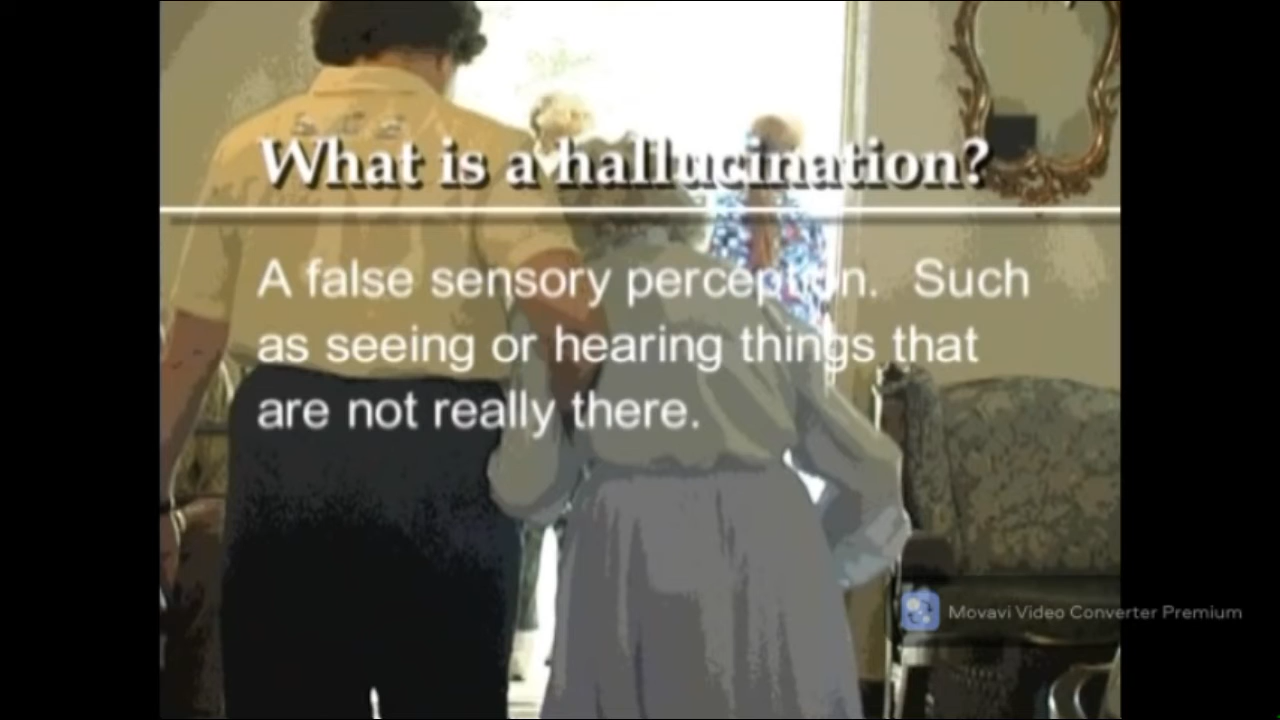 What is a hallucination?
A false sensory perception. Such
as seeing or hearing things that
are not really there.
Movavi Video Converter Premium